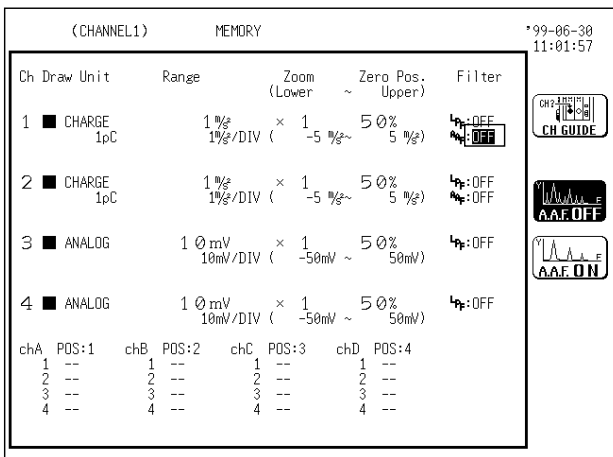 (CHANNEL1) MEMORY '99-06-30
11:01:57
Ch Draw Unit Range Zoom Zero Pos. Filter
(Lower ~ Upper)
1 ■ CHARGE 1 m/s² × 1 50% LPF:OFF
1pC 1m/s²/DIV ( -5 m/s²~ 5 m/s²) AAF:OFF
2 ■ CHARGE 1 m/s² × 1 50% LPF:OFF
1pC 1m/s²/DIV ( -5 m/s²~ 5 m/s²) AAF:OFF
3 ■ ANALOG 10mV × 1 50% LPF:OFF
10mV/DIV ( -50mV ~ 50mV)
4 ■ ANALOG 10mV × 1 50% LPF:OFF
10mV/DIV ( -50mV ~ 50mV)
chA POS:1 chB POS:2 chC POS:3 chD POS:4
1 -- 1 -- 1 -- 1 --
2 -- 2 -- 2 -- 2 --
3 -- 3 -- 3 -- 3 --
4 -- 4 -- 4 -- 4 --
CH GUIDE
Y F
A.A.F. OFF
Y F
A.A.F. ON